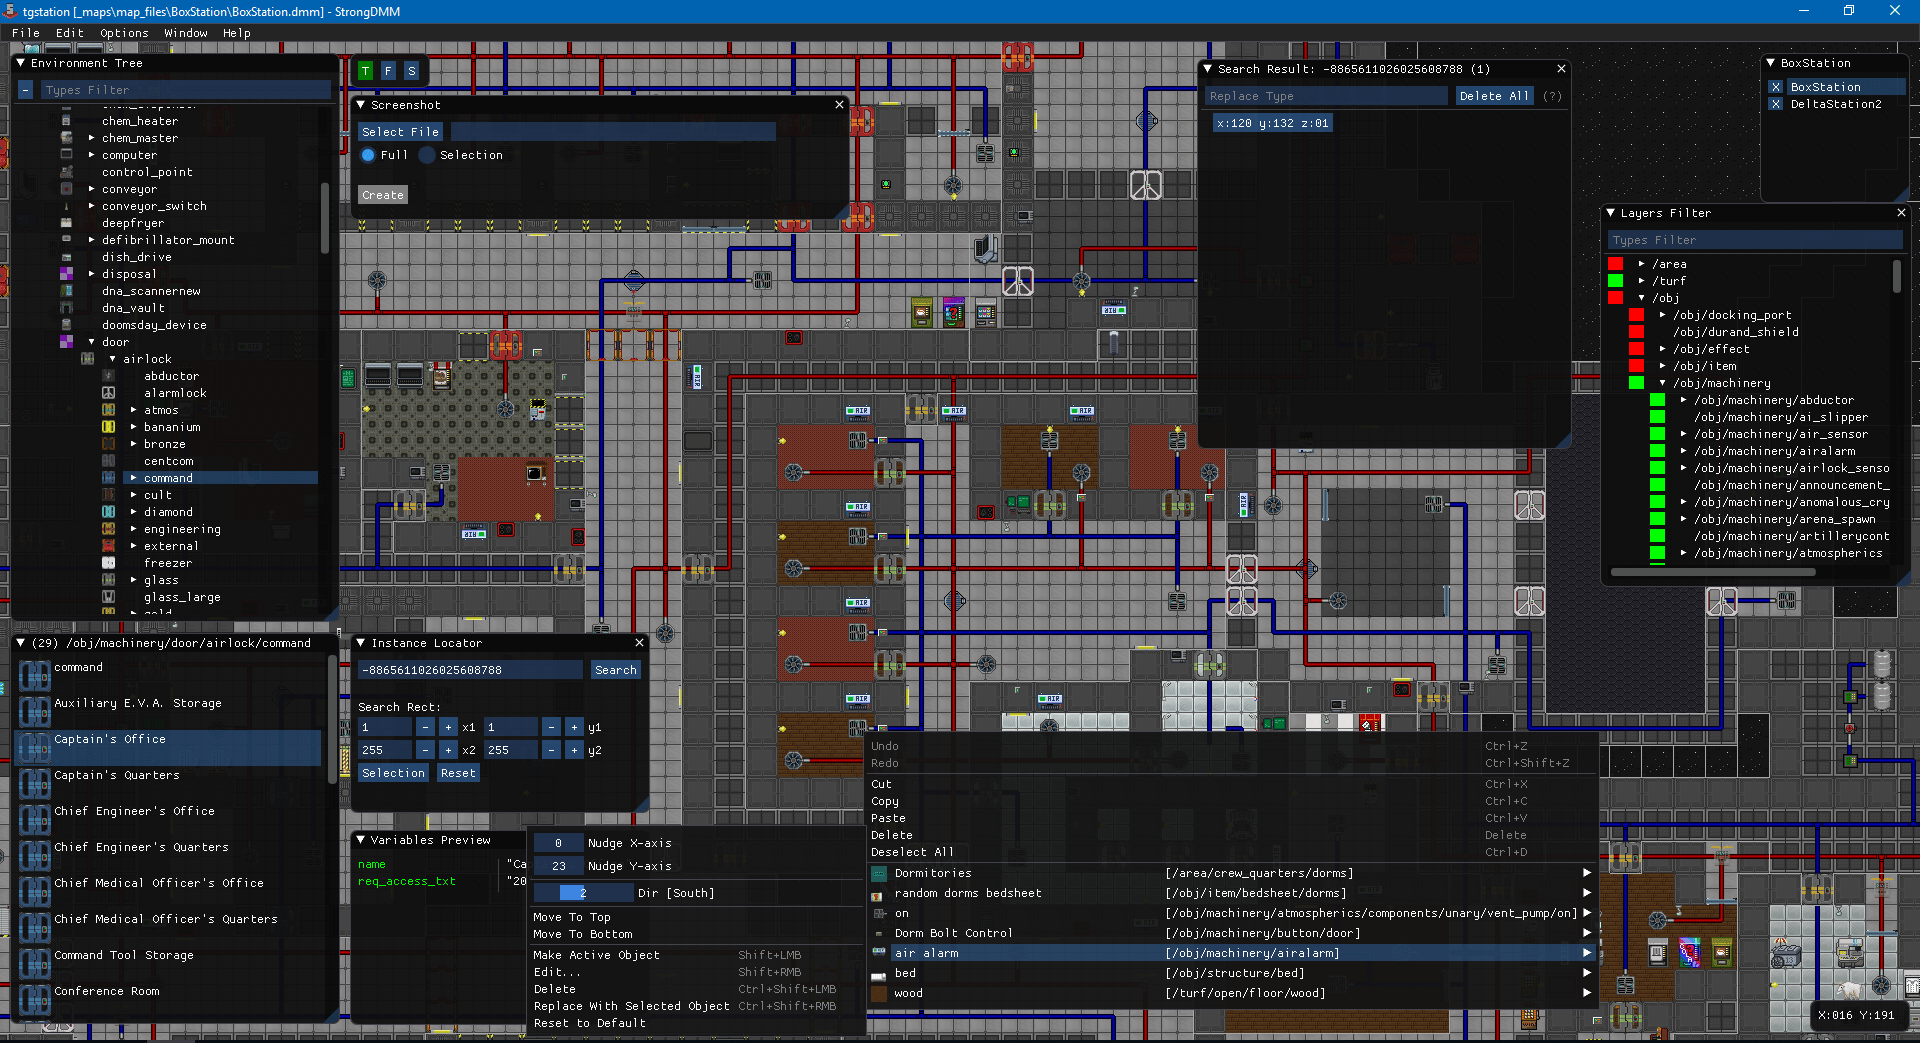 tgstation [_maps\map_files\BoxStation\BoxStation.dmm] - StrongDMM
File Edit Options Window Help
Environment Tree
- Types Filter
chem_dispenser
chem_heater
chem_master
computer
control_point
conveyor
conveyor_switch
deepfryer
defibrillator_mount
dish_drive
disposal
dna_scannernew
dna_vault
doomsday_device
door
airlock
abductor
alarmlock
atmos
bananium
bronze
centcom
command
cult
diamond
engineering
external
freezer
glass
glass_large
gold
T F S
Screenshot
Select File
Full Selection
Create
Search Result: -8865611026025608788 (1)
Replace Type Delete All (?)
x:120 y:132 z:01
BoxStation
X BoxStation
X DeltaStation2
Layers Filter
Types Filter
/area
/turf
/obj
/obj/docking_port
/obj/durand_shield
/obj/effect
/obj/item
/obj/machinery
/obj/machinery/abductor
/obj/machinery/ai_slipper
/obj/machinery/air_sensor
/obj/machinery/airalarm
/obj/machinery/airlock_senso
/obj/machinery/announcement_
/obj/machinery/anomalous_cry
/obj/machinery/arena_spawn
/obj/machinery/artillerycont
/obj/machinery/atmospherics
(29) /obj/machinery/door/airlock/command
command
Auxiliary E.V.A. Storage
Captain's Office
Captain's Quarters
Chief Engineer's Office
Chief Engineer's Quarters
Chief Medical Officer's Office
Chief Medical Officer's Quarters
Command Tool Storage
Conference Room
Instance Locator
-8865611026025608788 Search
Search Rect:
1 - + x1 1 - + y1
255 - + x2 255 - + y2
Selection Reset
Variables Preview
name "Ca
req_access_txt "20
0 Nudge X-axis
23 Nudge Y-axis
2 Dir [South]
Move To Top
Move To Bottom
Make Active Object Shift+LMB
Edit... Shift+RMB
Delete Ctrl+Shift+LMB
Replace With Selected Object Ctrl+Shift+RMB
Reset to Default
Undo Ctrl+Z
Redo Ctrl+Shift+Z
Cut Ctrl+X
Copy Ctrl+C
Paste Ctrl+V
Delete Delete
Deselect All Ctrl+D
Dormitories [/area/crew_quarters/dorms]
random dorms bedsheet [/obj/item/bedsheet/dorms]
on [/obj/machinery/atmospherics/components/unary/vent_pump/on]
Dorm Bolt Control [/obj/machinery/button/door]
air alarm [/obj/machinery/airalarm]
bed [/obj/structure/bed]
wood [/turf/open/floor/wood]
X:016 Y:191
AIR
AIR
AIR
AIR
AIR
AIR
AIR
AIR